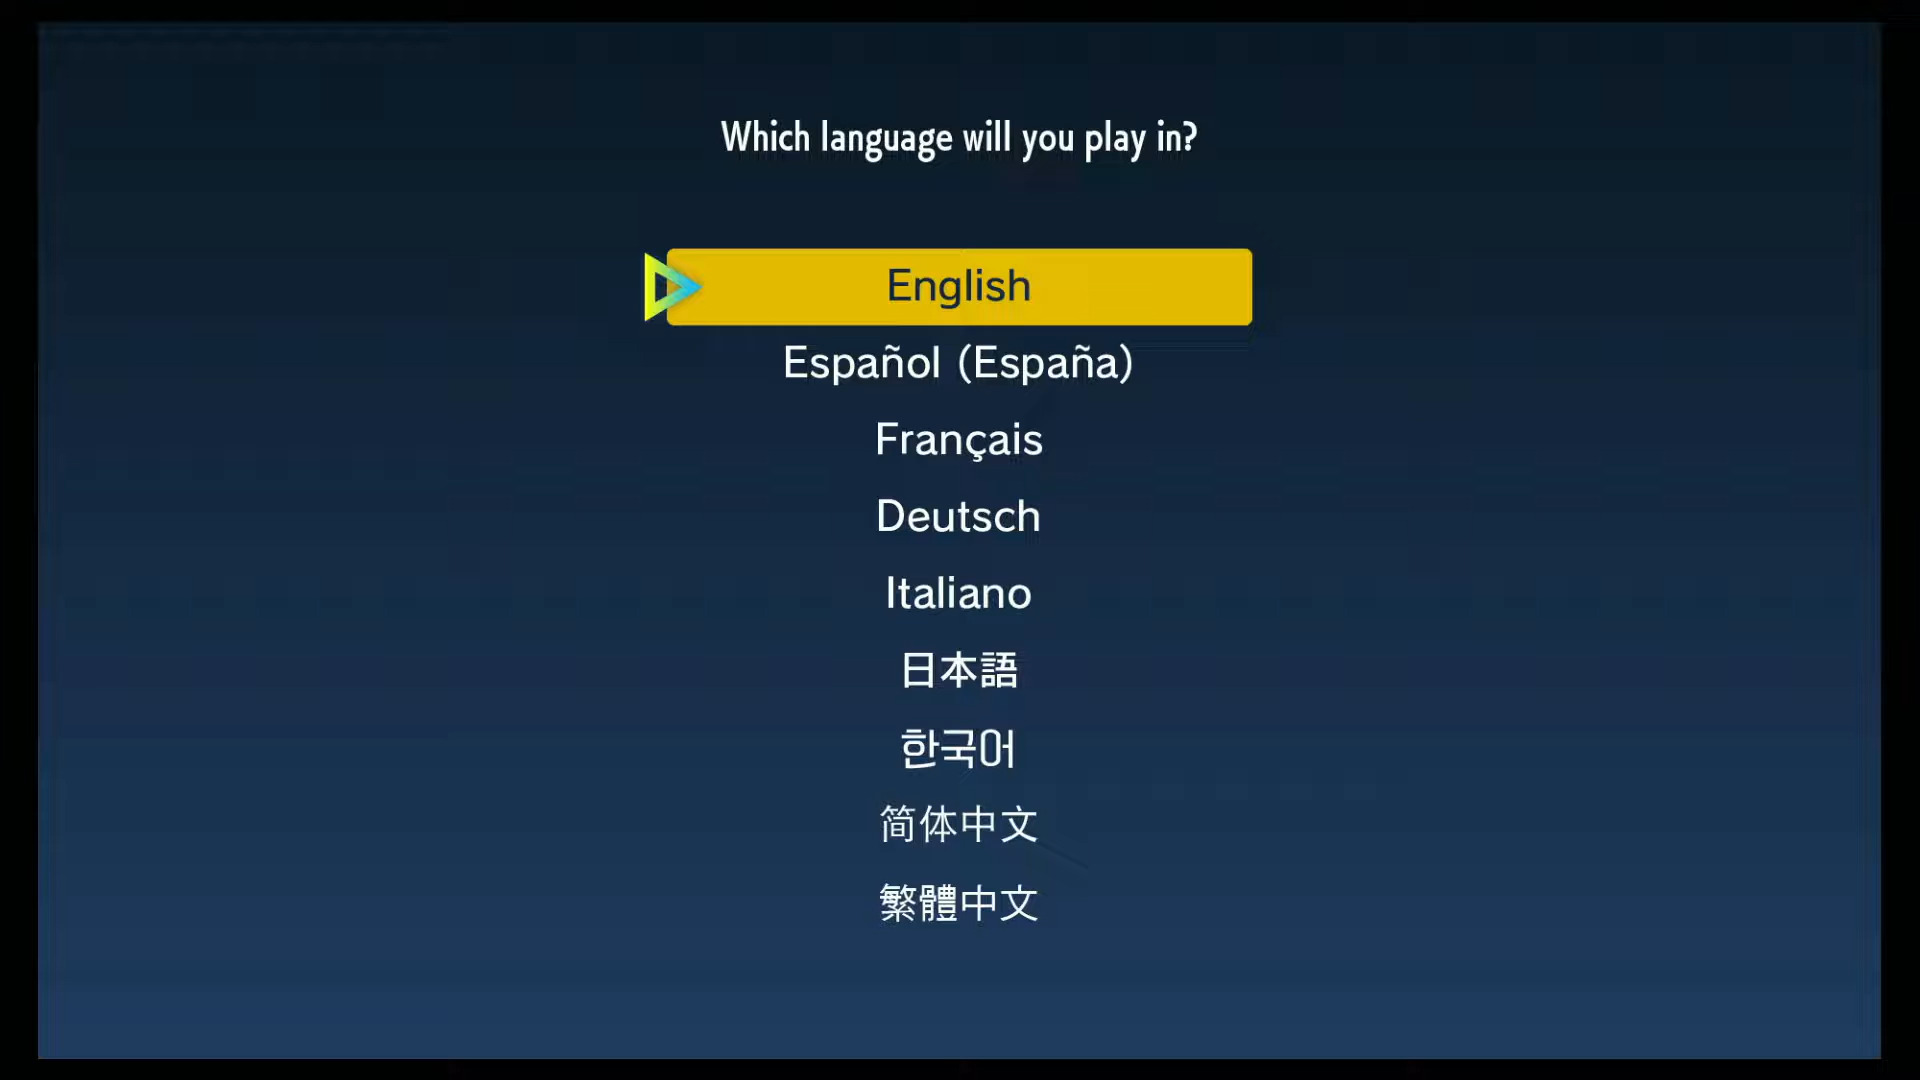 Which language will you play in?
English
Español (España)
Français
Deutsch
Italiano
日本語
한국어
简体中文
繁體中文